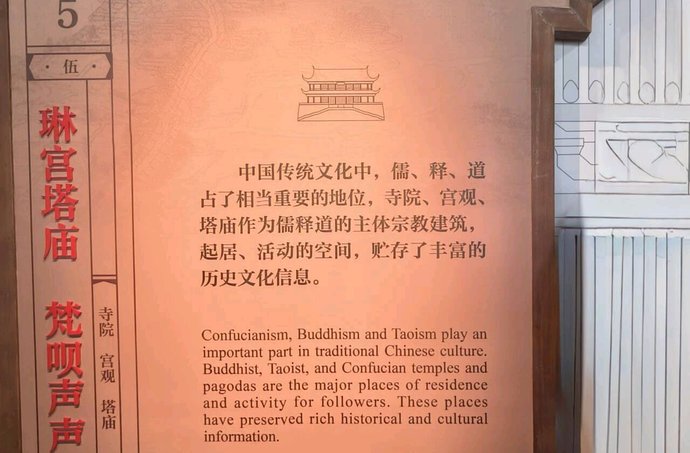 5
· 伍 ·
琳宫塔庙 梵呗声声
寺院 宫观 塔庙
中国传统文化中，儒、释、道
占了相当重要的地位，寺院、宫观、
塔庙作为儒释道的主体宗教建筑，
起居、活动的空间，贮存了丰富的
历史文化信息。
Confucianism, Buddhism and Taoism play an
important part in traditional Chinese culture.
Buddhist, Taoist, and Confucian temples and
pagodas are the major places of residence
and activity for followers. These places
have preserved rich historical and cultural
information.